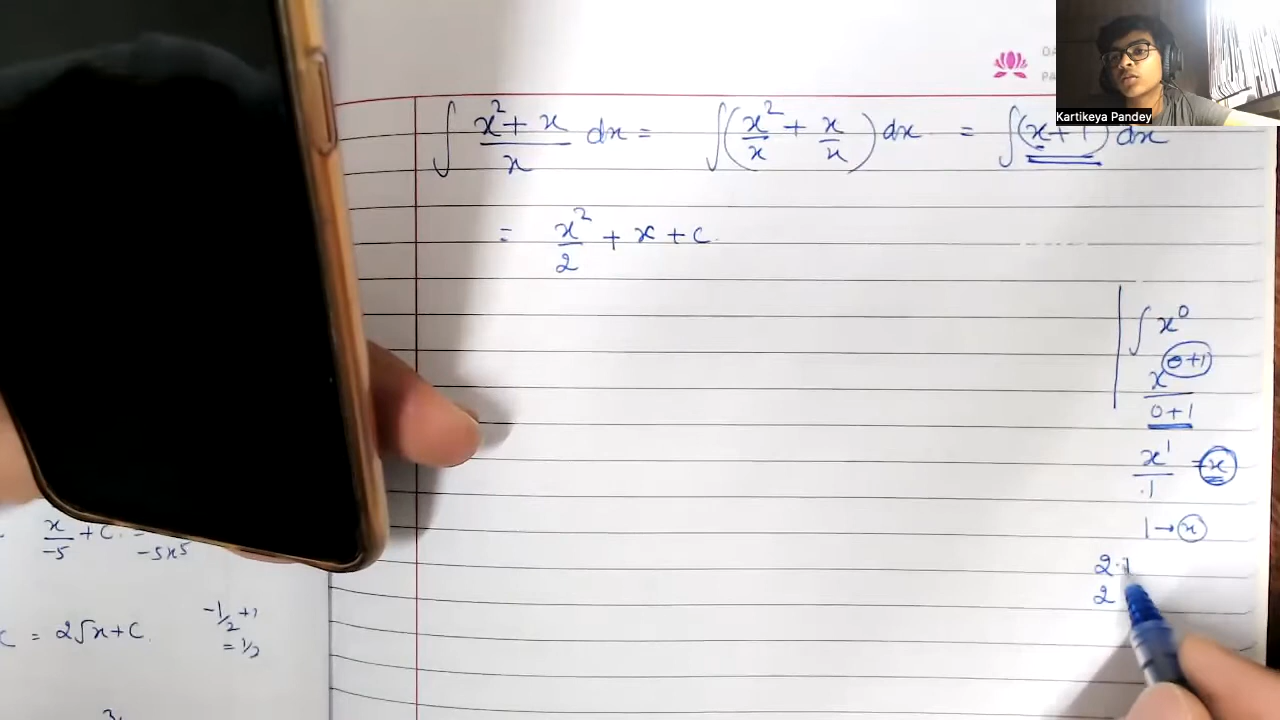 Kartikeya Pandey
∫ (x² + x)/x dx = ∫(x²/x + x/x) dx = ∫(x+1) dx
= x²/2 + x + c
∫ x⁰
x^(0+1)/(0+1)
x¹/1 = x
1 → x
2·1
2
x/-5 + C.
-5x⁵
C = 2√x + C.
-1/2 + 1
= 1/2